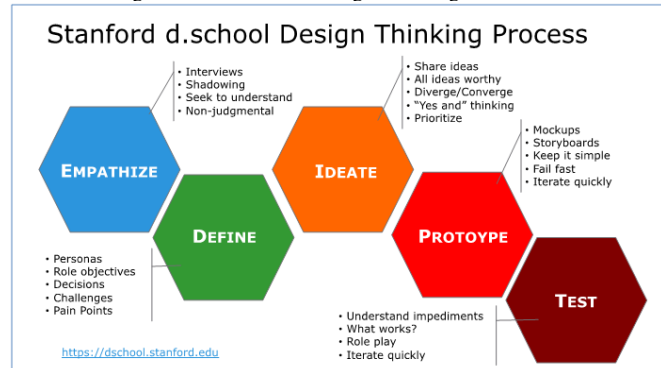 Stanford d.school Design Thinking Process
• Interviews
• Shadowing
• Seek to understand
• Non-judgmental
• Share ideas
• All ideas worthy
• Diverge/Converge
• “Yes and” thinking
• Prioritize
• Mockups
• Storyboards
• Keep it simple
• Fail fast
• Iterate quickly
EMPATHIZE
IDEATE
DEFINE
PROTOYPE
• Personas
• Role objectives
• Decisions
• Challenges
• Pain Points
TEST
• Understand impediments
• What works?
• Role play
• Iterate quickly
https://dschool.stanford.edu